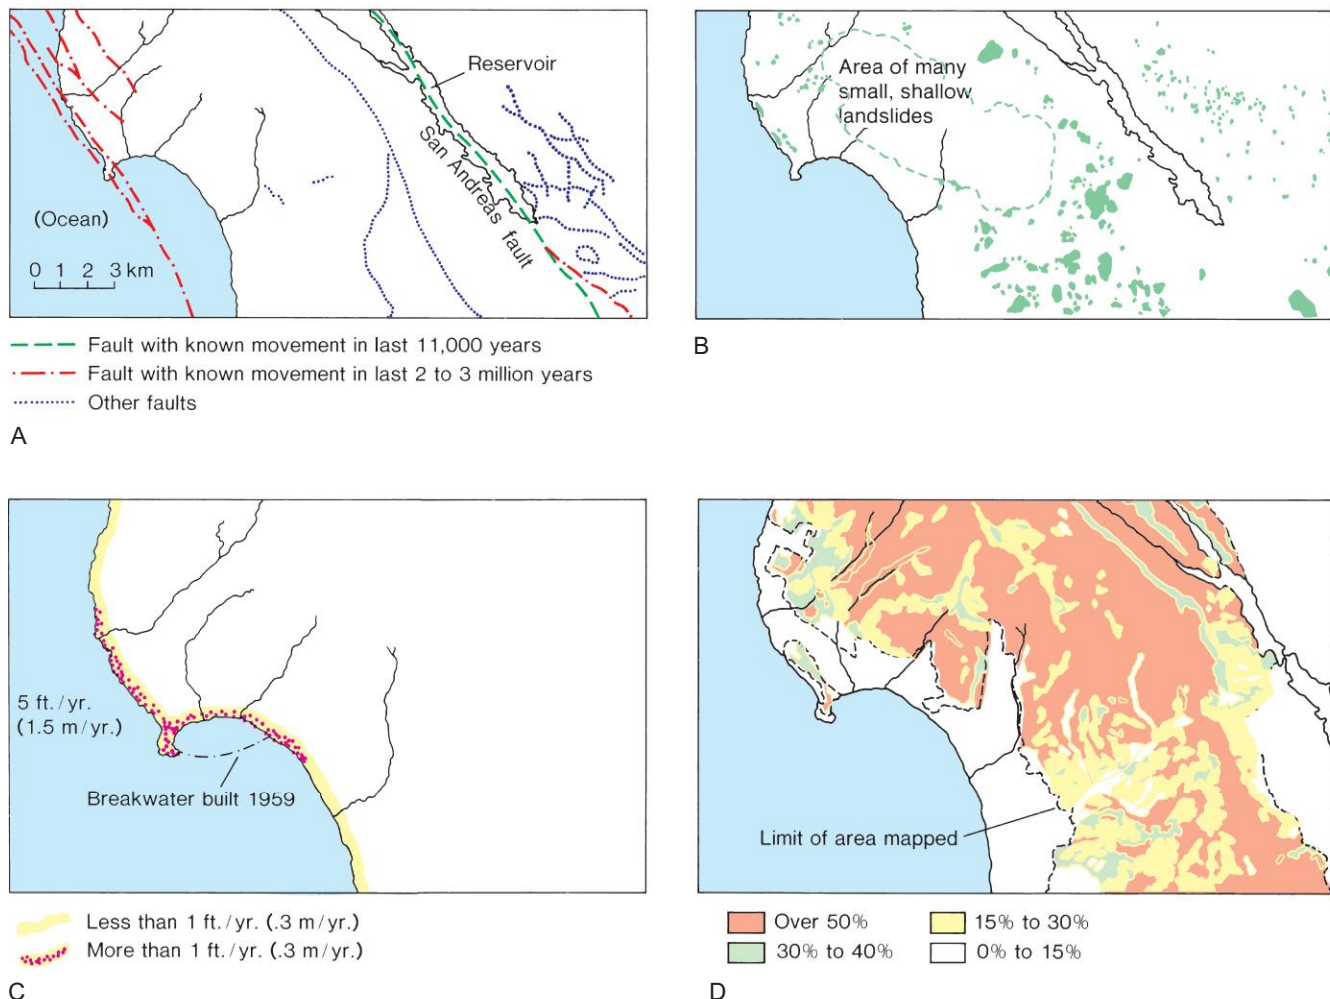 Reservoir
San Andreas fault
(Ocean)
0 1 2 3 km
Fault with known movement in last 11,000 years
Fault with known movement in last 2 to 3 million years
Other faults
A
Area of many
small, shallow
landslides
B
5 ft./yr.
(1.5 m/yr.)
Breakwater built 1959
Less than 1 ft./yr. (.3 m/yr.)
More than 1 ft./yr. (.3 m/yr.)
C
Limit of area mapped
Over 50%
15% to 30%
30% to 40%
0% to 15%
D